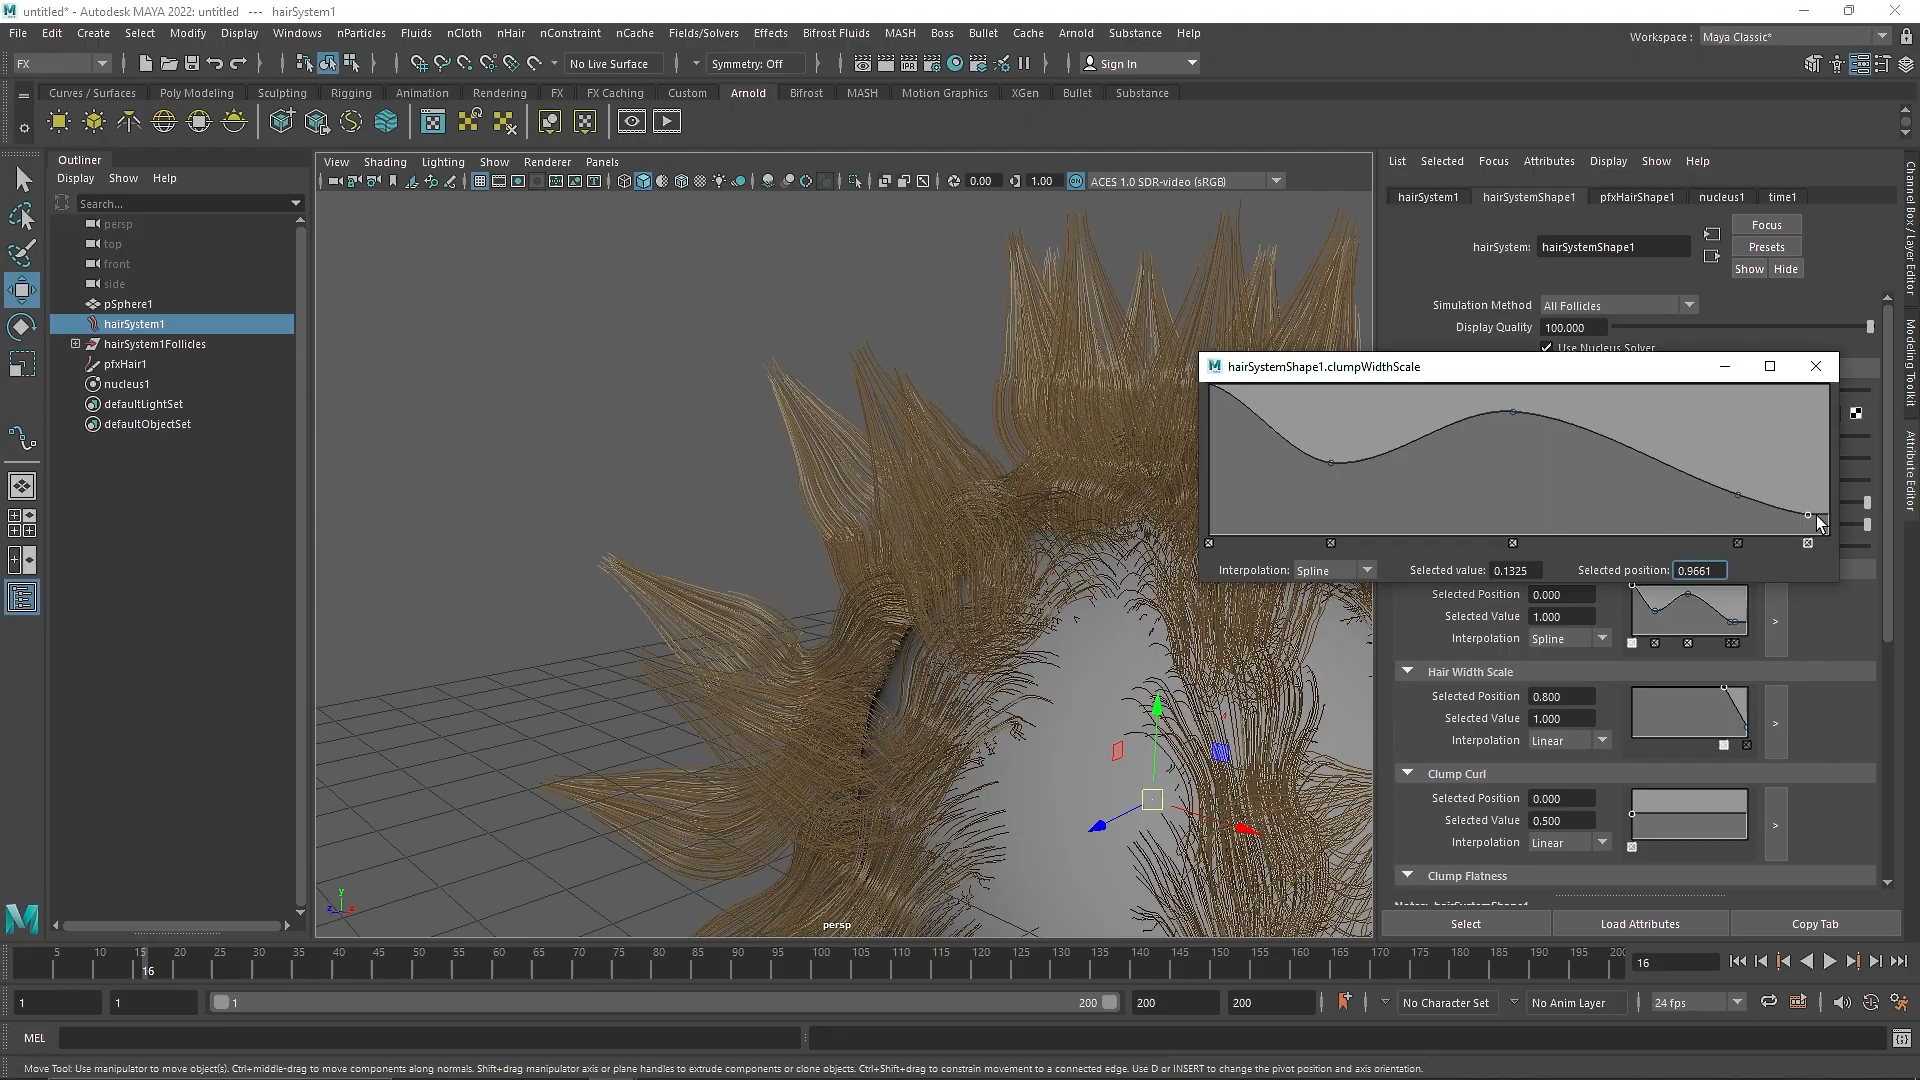 untitled* - Autodesk MAYA 2022: untitled --- hairSystem1
File Edit Create Select Modify Display Windows nParticles Fluids nCloth nHair nConstraint nCache Fields/Solvers Effects Bifrost Fluids MASH Boss Bullet Cache Arnold Substance Help
Workspace : Maya Classic*
FX No Live Surface Symmetry: Off IPR Sign In
Curves / Surfaces Poly Modeling Sculpting Rigging Animation Rendering FX FX Caching Custom Arnold Bifrost MASH Motion Graphics XGen Bullet Substance
Outliner
Display Show Help
Search...
persp
top
front
side
pSphere1
hairSystem1
hairSystem1Follicles
pfxHair1
nucleus1
defaultLightSet
defaultObjectSet
View Shading Lighting Show Renderer Panels
0.00 1.00 ACES 1.0 SDR-video (sRGB)
persp
List Selected Focus Attributes Display Show Help
hairSystem1 hairSystemShape1 pfxHairShape1 nucleus1 time1
Focus
hairSystem: hairSystemShape1 Presets
Show Hide
Simulation Method All Follicles
Display Quality 100.000
Use Nucleus Solver
hairSystemShape1.clumpWidthScale
Interpolation: Spline Selected value: 0.1325 Selected position: 0.9661
Selected Position 0.000
Selected Value 1.000
Interpolation Spline
Hair Width Scale
Selected Position 0.800
Selected Value 1.000
Interpolation Linear
Clump Curl
Selected Position 0.000
Selected Value 0.500
Interpolation Linear
Clump Flatness
Select Load Attributes Copy Tab
Channel Box / Layer Editor
Modeling Toolkit
Attribute Editor
5 10 15 20 25 30 35 40 45 50 55 60 65 70 75 80 85 90 95 100 105 110 115 120 125 130 135 140 145 150 155 160 165 170 175 180 185 190 195 200
16 16
1 1 1 200 200 200 No Character Set No Anim Layer 24 fps
MEL
Move Tool: Use manipulator to move object(s). Ctrl+middle-drag to move components along normals. Shift+drag manipulator axis or plane handles to extrude components or clone objects. Ctrl+Shift+drag to constrain movement to a connected edge. Use D or INSERT to change the pivot position and axis orientation.